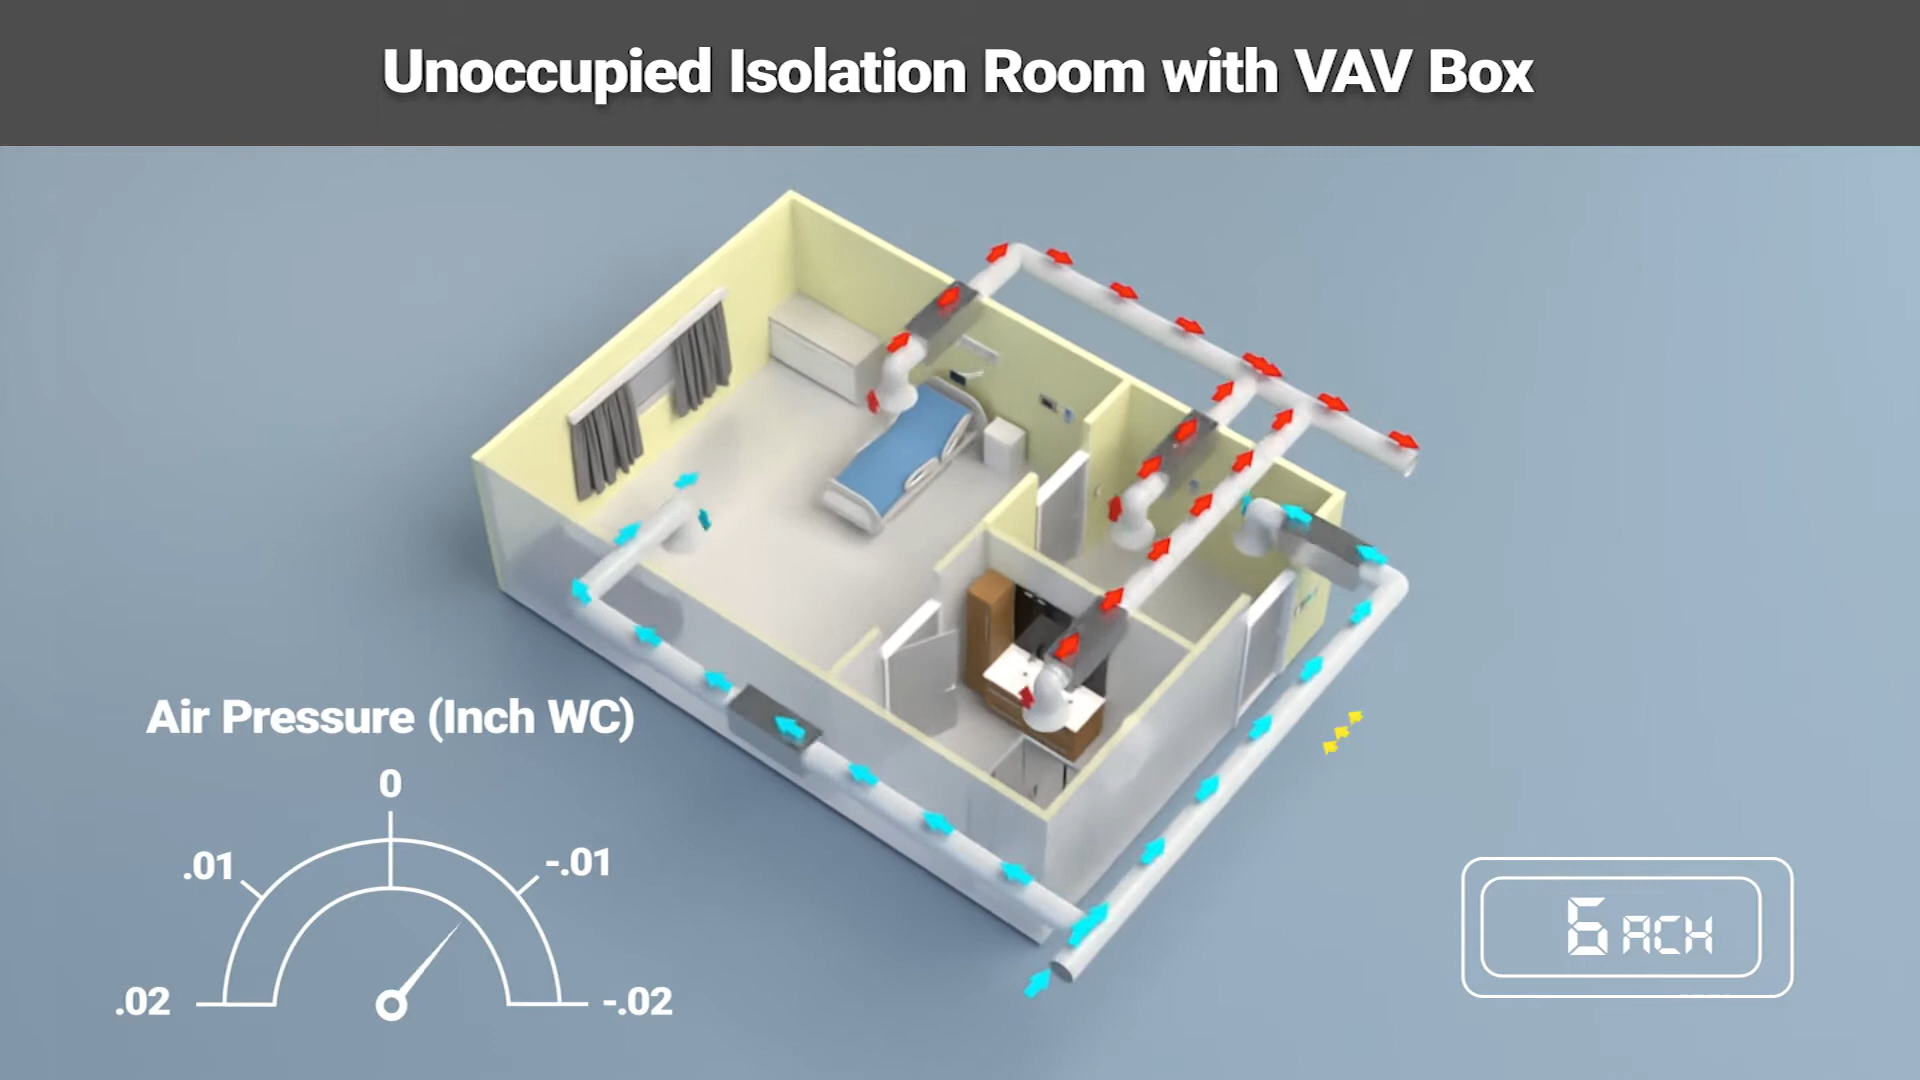 Unoccupied Isolation Room with VAV Box
Air Pressure (Inch WC)
0
.01
-.01
.02
-.02
6 ACH